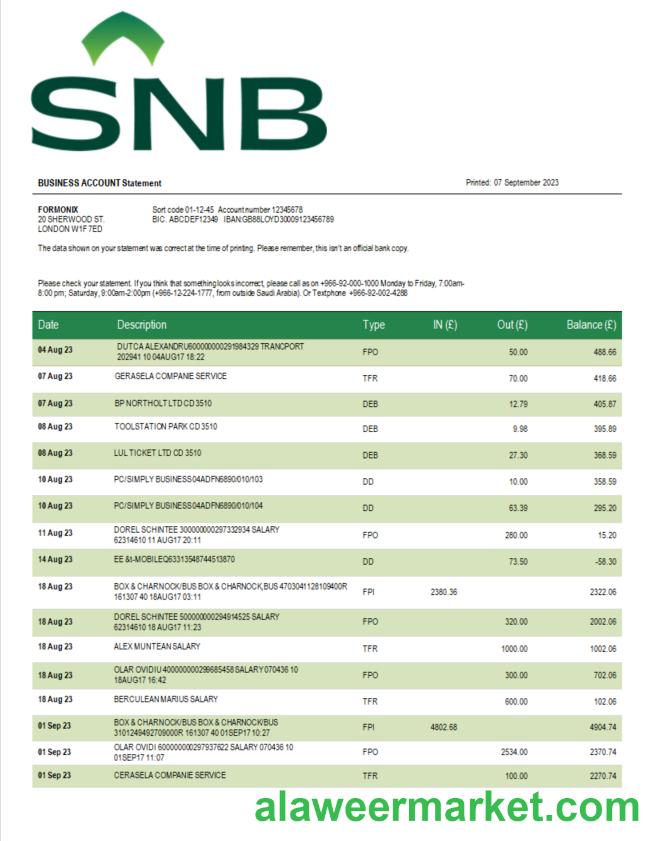 SNB
BUSINESS ACCOUNT Statement Printed: 07 September 2023
FORMONIX Sort code 01-12-45 Account number 12345678
20 SHERWOOD ST. BIC. ABCDEF12349 IBAN:GB88LOYD30009123456789
LONDON W1F 7ED
The data shown on your statement was correct at the time of printing. Please remember, this isn't an official bank copy.
Please check your statement. If you think that something looks incorrect, please call as on +966-92-000-1000 Monday to Friday, 7:00am-
8:00 pm; Saturday, 9:00am-2:00pm (+966-12-224-1777, from outside Saudi Arabia). Or Textphone +966-92-002-4288
Date Description Type IN (£) Out (£) Balance (£)
04 Aug 23 DUTCA ALEXANDRU600000000291984329 TRANCPORT
202941 10 04AUG17 18:22 FPO 50.00 488.66
07 Aug 23 GERASELA COMPANIE SERVICE TFR 70.00 418.66
07 Aug 23 BP NORTHOLT LTD CD 3510 DEB 12.79 405.87
08 Aug 23 TOOLSTATION PARK CD 3510 DEB 9.98 395.89
08 Aug 23 LUL TICKET LTD CD 3510 DEB 27.30 368.59
10 Aug 23 PC/SIMPLY BUSINESS04ADFN6890/010/103 DD 10.00 358.59
10 Aug 23 PC/SIMPLY BUSINESS04ADFN6890/010/104 DD 63.39 295.20
11 Aug 23 DOREL SCHINTEE 300000000297332934 SALARY
62314610 11 AUG17 20:11 FPO 280.00 15.20
14 Aug 23 EE &t-MOBILEQ63313548744513870 DD 73.50 -58.30
18 Aug 23 BOX & CHARNOCK/BUS BOX & CHARNOCK,BUS 4703041128109400R
161307 40 18AUG17 03:11 FPI 2380.36 2322.06
18 Aug 23 DOREL SCHINTEE 500000000294914525 SALARY
62314610 18 AUG17 11:23 FPO 320.00 2002.06
18 Aug 23 ALEX MUNTEAN SALARY TFR 1000.00 1002.06
18 Aug 23 OLAR OVIDIU 400000000299685458 SALARY 070436 10
18AUG17 16:42 FPO 300.00 702.06
18 Aug 23 BERCULEAN MARIUS SALARY TFR 600.00 102.06
01 Sep 23 BOX & CHARNOCK/BUS BOX & CHARNOCK/BUS
3101249492709000R 161307 40 01SEP17 10:27 FPI 4802.68 4904.74
01 Sep 23 OLAR OVIDI 600000000297937622 SALARY 070436 10
01SEP17 11:07 FPO 2534.00 2370.74
01 Sep 23 CERASELA COMPANIE SERVICE TFR 100.00 2270.74
alaweermarket.com